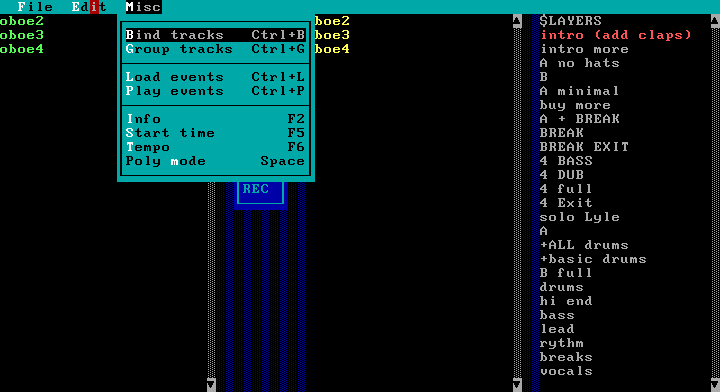 File Edit Misc
oboe2
oboe3
oboe4
Bind tracks Ctrl+B
Group tracks Ctrl+G
Load events Ctrl+L
Play events Ctrl+P
Info F2
Start time F5
Tempo F6
Poly mode Space
REC
oboe2
oboe3
oboe4
$LAYERS
intro (add claps)
intro more
A no hats
B
A minimal
buy more
A + BREAK
BREAK
BREAK EXIT
4 BASS
4 DUB
4 full
4 Exit
solo Lyle
A
+ALL drums
+basic drums
B full
drums
hi end
bass
lead
rythm
breaks
vocals